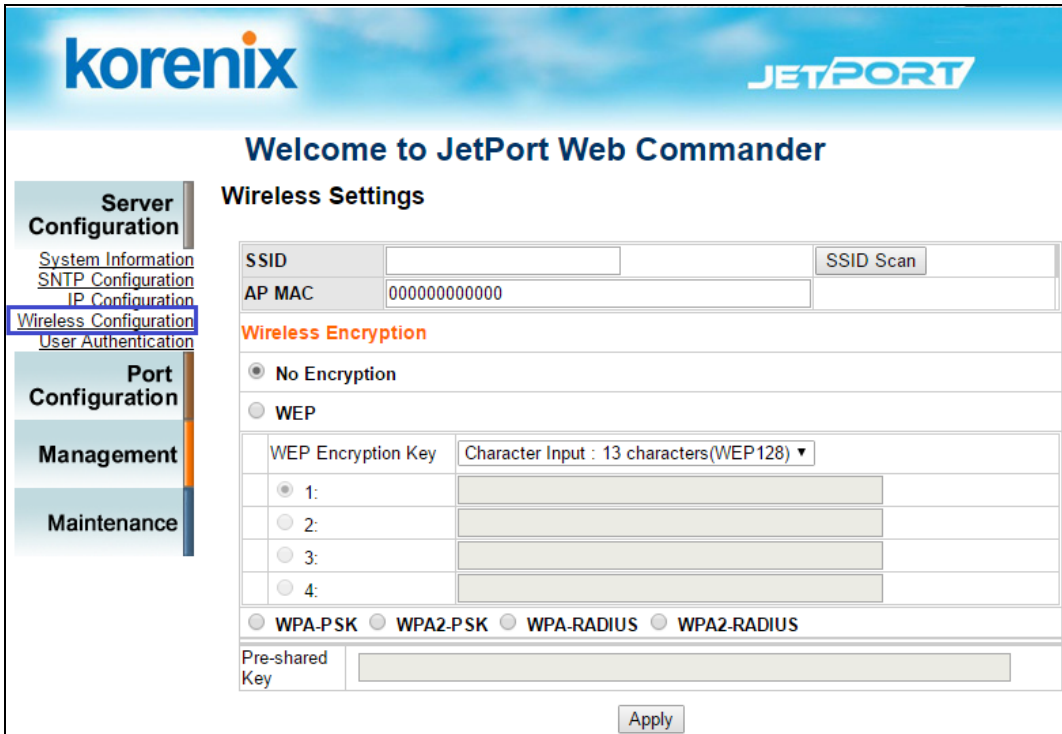 korenix
JETPORT
Welcome to JetPort Web Commander
Server
Configuration
System Information
SNTP Configuration
IP Configuration
Wireless Configuration
User Authentication
Port
Configuration
Management
Maintenance
Wireless Settings
SSID
SSID Scan
AP MAC 000000000000
Wireless Encryption
No Encryption
WEP
WEP Encryption Key Character Input : 13 characters(WEP128) ▼
1:
2:
3:
4:
WPA-PSK WPA2-PSK WPA-RADIUS WPA2-RADIUS
Pre-shared
Key
Apply